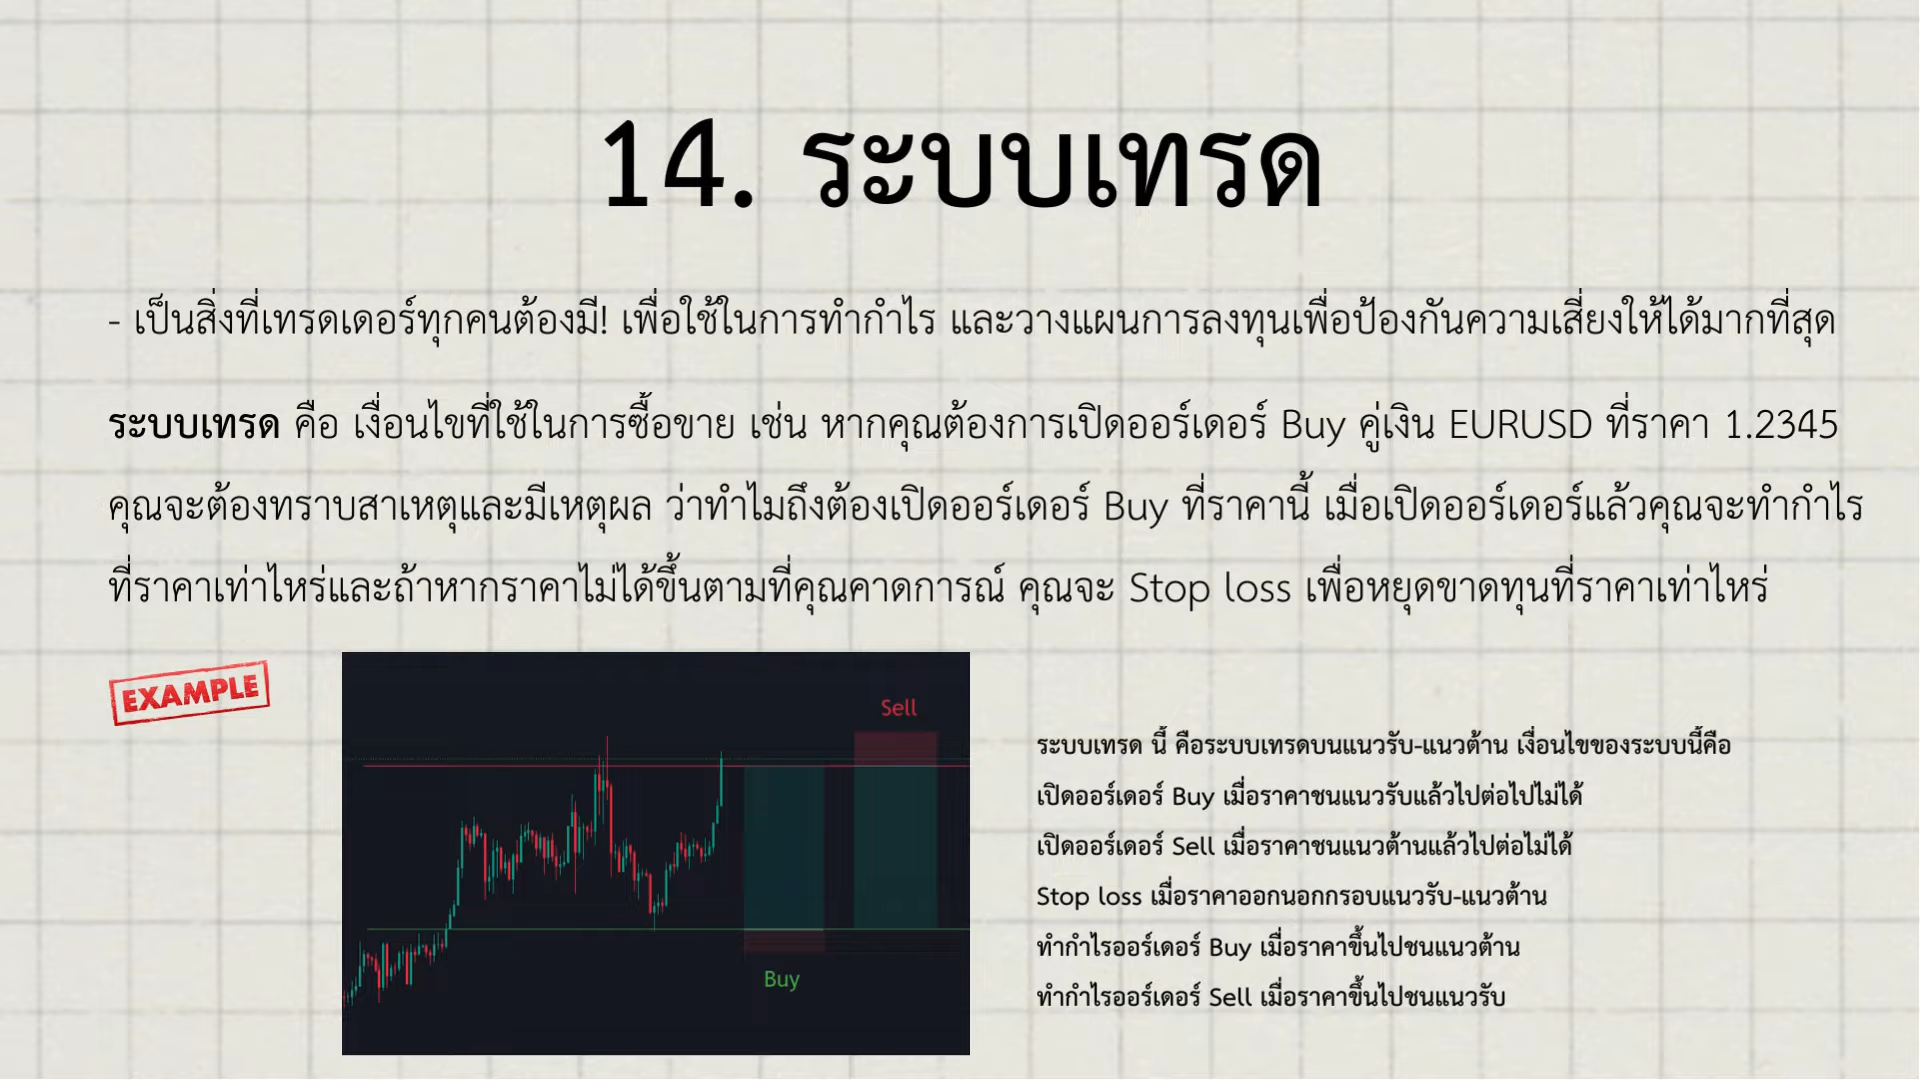 14. ระบบเทรด
- เป็นสิ่งที่เทรดเดอร์ทุกคนต้องมี! เพื่อใช้ในการทำกำไร และวางแผนการลงทุนเพื่อป้องกันความเสี่ยงให้ได้มากที่สุด
ระบบเทรด คือ เงื่อนไขที่ใช้ในการซื้อขาย เช่น หากคุณต้องการเปิดออร์เดอร์ Buy คู่เงิน EURUSD ที่ราคา 1.2345
คุณจะต้องทราบสาเหตุและมีเหตุผล ว่าทำไมถึงต้องเปิดออร์เดอร์ Buy ที่ราคานี้ เมื่อเปิดออร์เดอร์แล้วคุณจะทำกำไร
ที่ราคาเท่าไหร่และถ้าหากราคาไม่ได้ขึ้นตามที่คุณคาดการณ์ คุณจะ Stop loss เพื่อหยุดขาดทุนที่ราคาเท่าไหร่
EXAMPLE
Sell
Buy
ระบบเทรด นี้ คือระบบเทรดบนแนวรับ-แนวต้าน เงื่อนไขของระบบนี้คือ
เปิดออร์เดอร์ Buy เมื่อราคาชนแนวรับแล้วไปต่อไปไม่ได้
เปิดออร์เดอร์ Sell เมื่อราคาชนแนวต้านแล้วไปต่อไม่ได้
Stop loss เมื่อราคาออกนอกกรอบแนวรับ-แนวต้าน
ทำกำไรออร์เดอร์ Buy เมื่อราคาขึ้นไปชนแนวต้าน
ทำกำไรออร์เดอร์ Sell เมื่อราคาขึ้นไปชนแนวรับ